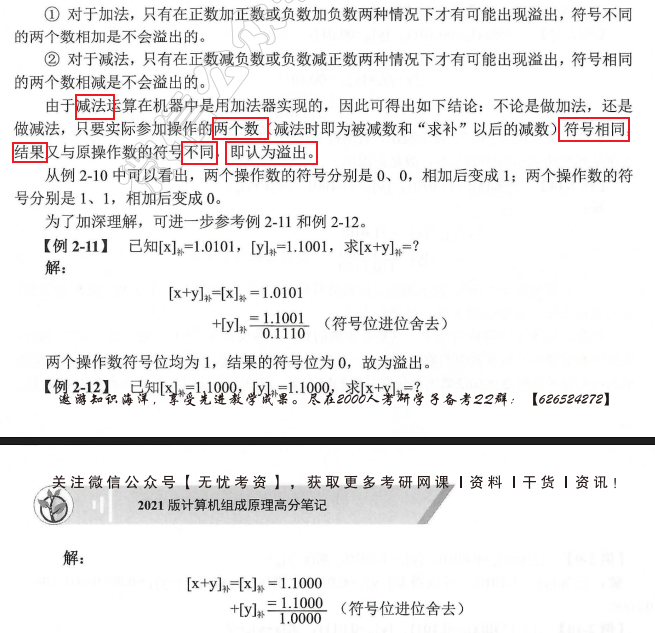 ① 对于加法，只有在正数加正数或负数加负数两种情况下才有可能出现溢出，符号不同
的两个数相加是不会溢出的。
② 对于减法，只有在正数减负数或负数减正数两种情况下才有可能出现溢出，符号相同
的两个数相减是不会溢出的。
由于减法运算在机器中是用加法器实现的，因此可得出如下结论：不论是做加法，还是
做减法，只要实际参加操作的两个数（减法时即为被减数和“求补”以后的减数）符号相同，
结果又与原操作数的符号不同，即认为溢出。
从例 2-10 中可以看出，两个操作数的符号分别是 0、0，相加后变成 1；两个操作数的符
号分别是 1、1，相加后变成 0。
为了加深理解，可进一步参考例 2-11 和例 2-12。
【例 2-11】 已知[x]补=1.0101，[y]补=1.1001，求[x+y]补=？
解：
[x+y]补=[x]补 = 1.0101
+[y]补 = 1.1001 （符号位进位舍去）
0.1110
两个操作数符号位均为 1，结果的符号位为 0，故为溢出。
【例 2-12】 已知[x]补=1.1000，[y]补=1.1000，求[x+y]补=？
遨游知识海洋，享受先进教学成果。尽在2000人考研学子备考QQ群：【626524272】
关注微信公众号【无忧考资】，获取更多考研网课丨资料丨干货丨资讯！
2021 版计算机组成原理高分笔记
解：
[x+y]补=[x]补 = 1.1000
+[y]补 = 1.1000 （符号位进位舍去）
1.0000